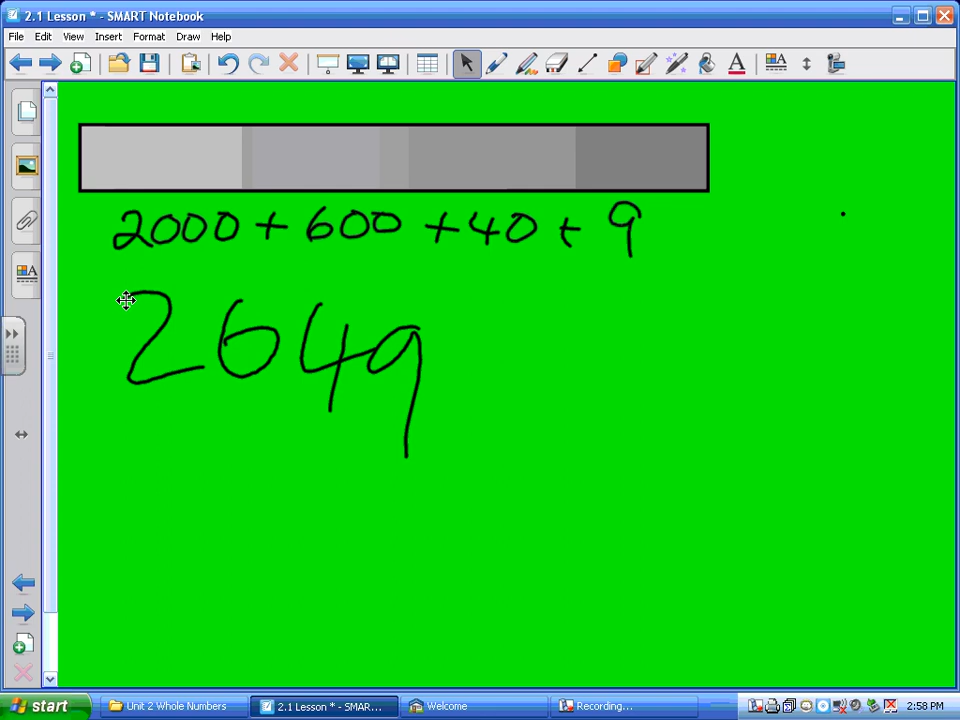 2.1 Lesson * - SMART Notebook
File Edit View Insert Format Draw Help
2000 + 600 + 40 + 9
2649
start
Unit 2 Whole Numbers
2.1 Lesson * - SMAR...
Welcome
Recording...
2:58 PM